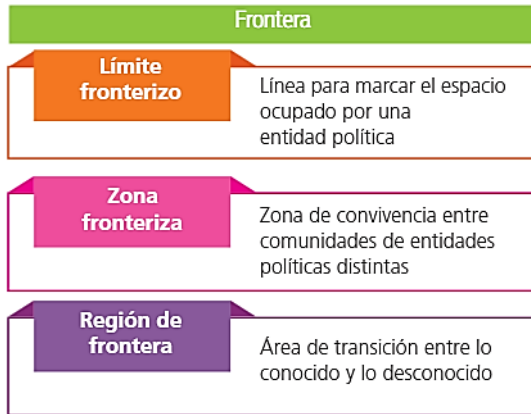 Frontera
Límite
fronterizo
Línea para marcar el espacio
ocupado por una
entidad política
Zona
fronteriza
Zona de convivencia entre
comunidades de entidades
políticas distintas
Región de
frontera
Área de transición entre lo
conocido y lo desconocido